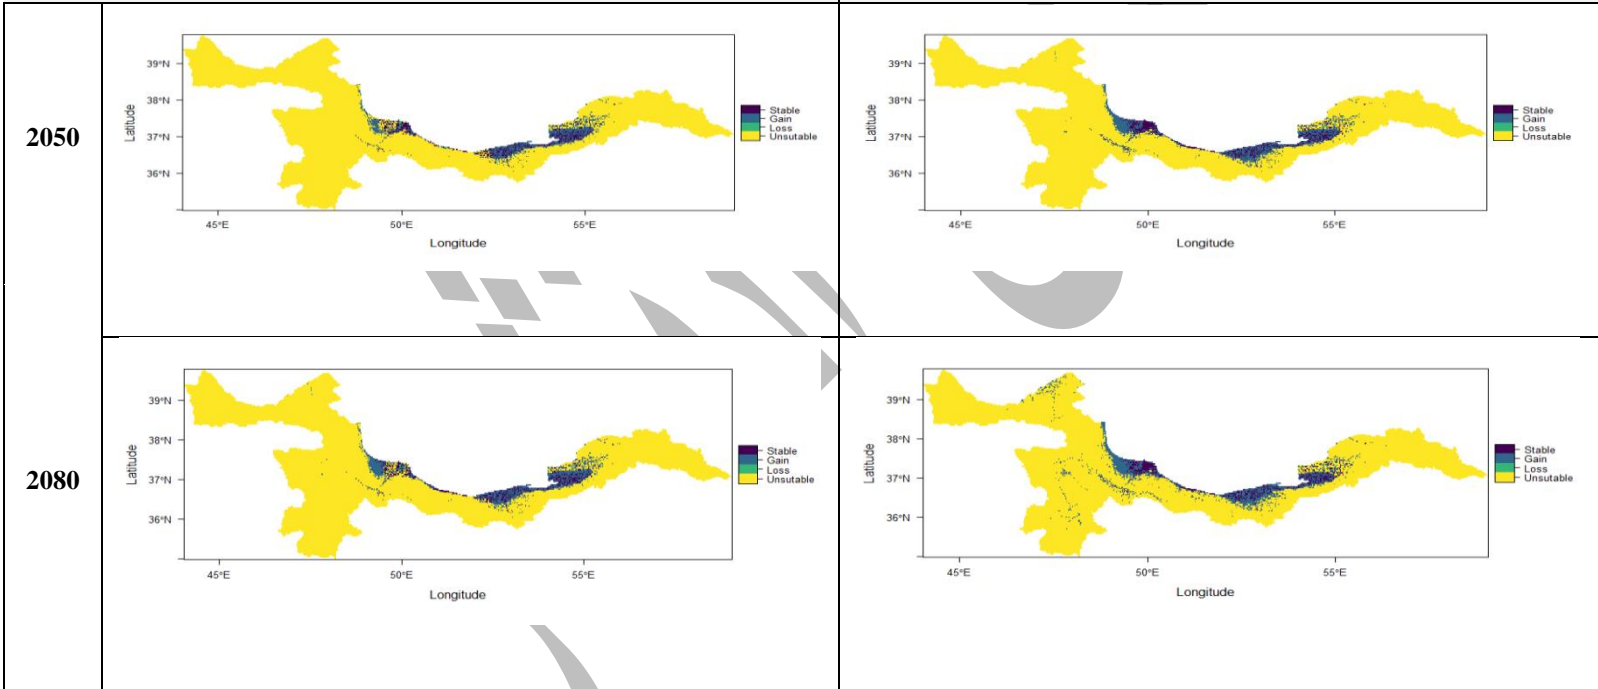 2050
39°N
38°N
37°N
36°N
Latitude
45°E
50°E
55°E
Longitude
Stable
Gain
Loss
Unsutable
39°N
38°N
37°N
36°N
Latitude
45°E
50°E
55°E
Longitude
Stable
Gain
Loss
Unsutable
2080
39°N
38°N
37°N
36°N
Latitude
45°E
50°E
55°E
Longitude
Stable
Gain
Loss
Unsutable
39°N
38°N
37°N
36°N
Latitude
45°E
50°E
55°E
Longitude
Stable
Gain
Loss
Unsutable